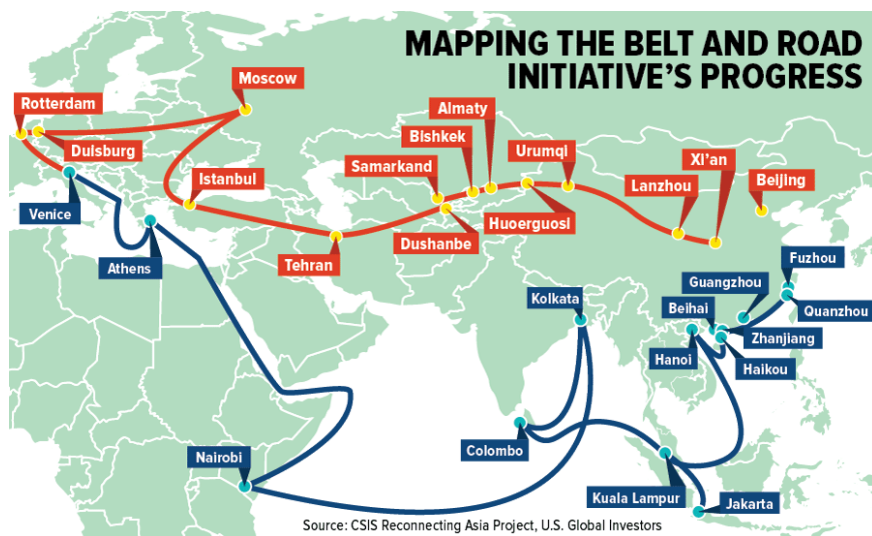 MAPPING THE BELT AND ROAD
INITIATIVE'S PROGRESS
Moscow
Rotterdam
Duisburg
Almaty
Bishkek
Urumqi
Samarkand
Xi'an
Istanbul
Lanzhou
Beijing
Venice
Huoerguosi
Dushanbe
Athens
Tehran
Fuzhou
Guangzhou
Kolkata
Beihai
Quanzhou
Zhanjiang
Hanoi
Haikou
Colombo
Nairobi
Kuala Lampur
Jakarta
Source: CSIS Reconnecting Asia Project, U.S. Global Investors